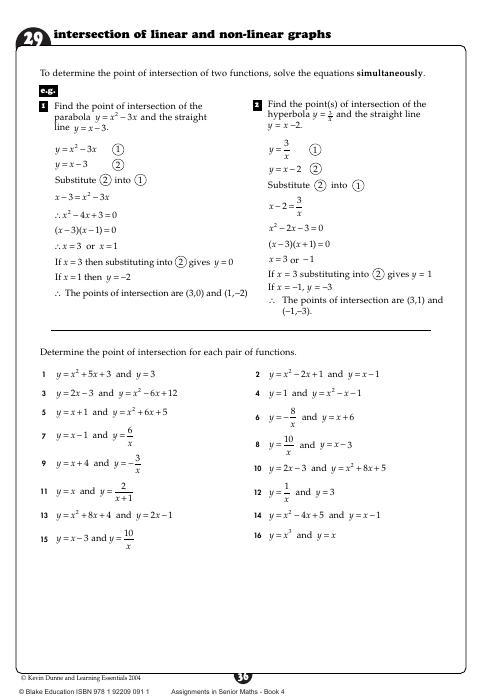 29 intersection of linear and non-linear graphs
To determine the point of intersection of two functions, solve the equations simultaneously.
e.g.
1 Find the point of intersection of the
parabola y = x² − 3x and the straight
line y = x − 3.
y = x² − 3x ①
y = x − 3 ②
Substitute ② into ①
x − 3 = x² − 3x
∴ x² − 4x + 3 = 0
(x − 3)(x − 1) = 0
∴ x = 3 or x = 1
If x = 3 then substituting into ② gives y = 0
If x = 1 then y = −2
∴ The points of intersection are (3,0) and (1,−2)
2 Find the point(s) of intersection of the
hyperbola y = 3/x and the straight line
y = x − 2.
y = 3/x ①
y = x − 2 ②
Substitute ② into ①
x − 2 = 3/x
x² − 2x − 3 = 0
(x − 3)(x + 1) = 0
x = 3 or −1
If x = 3 substituting into ② gives y = 1
If x = −1, y = −3
∴ The points of intersection are (3,1) and
(−1,−3).
Determine the point of intersection for each pair of functions.
1 y = x² + 5x + 3 and y = 3
2 y = x² − 2x + 1 and y = x − 1
3 y = 2x − 3 and y = x² − 6x + 12
4 y = 1 and y = x² − x − 1
5 y = x + 1 and y = x² + 6x + 5
6 y = −8/x and y = x + 6
7 y = x − 1 and y = 6/x
8 y = 10/x and y = x − 3
9 y = x + 4 and y = −3/x
10 y = 2x − 3 and y = x² + 8x + 5
11 y = x and y = 2/(x + 1)
12 y = 1/x and y = 3
13 y = x² + 8x + 4 and y = 2x − 1
14 y = x² − 4x + 5 and y = x − 1
15 y = x − 3 and y = 10/x
16 y = x³ and y = x
© Kevin Dunne and Learning Essentials 2004
36
© Blake Education ISBN 978 1 92209 091 1 Assignments in Senior Maths - Book 4